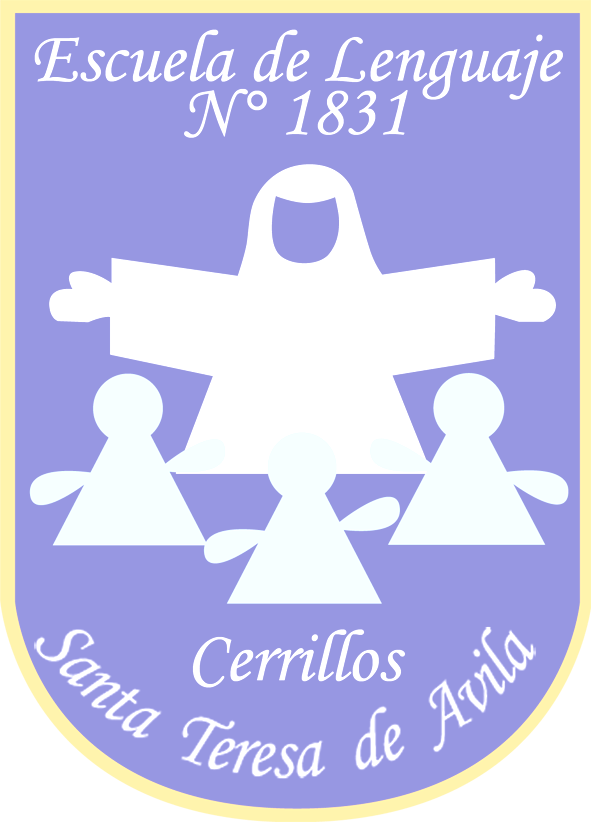 Escuela de Lenguaje
N° 1831
Cerrillos
Santa Teresa de Avila